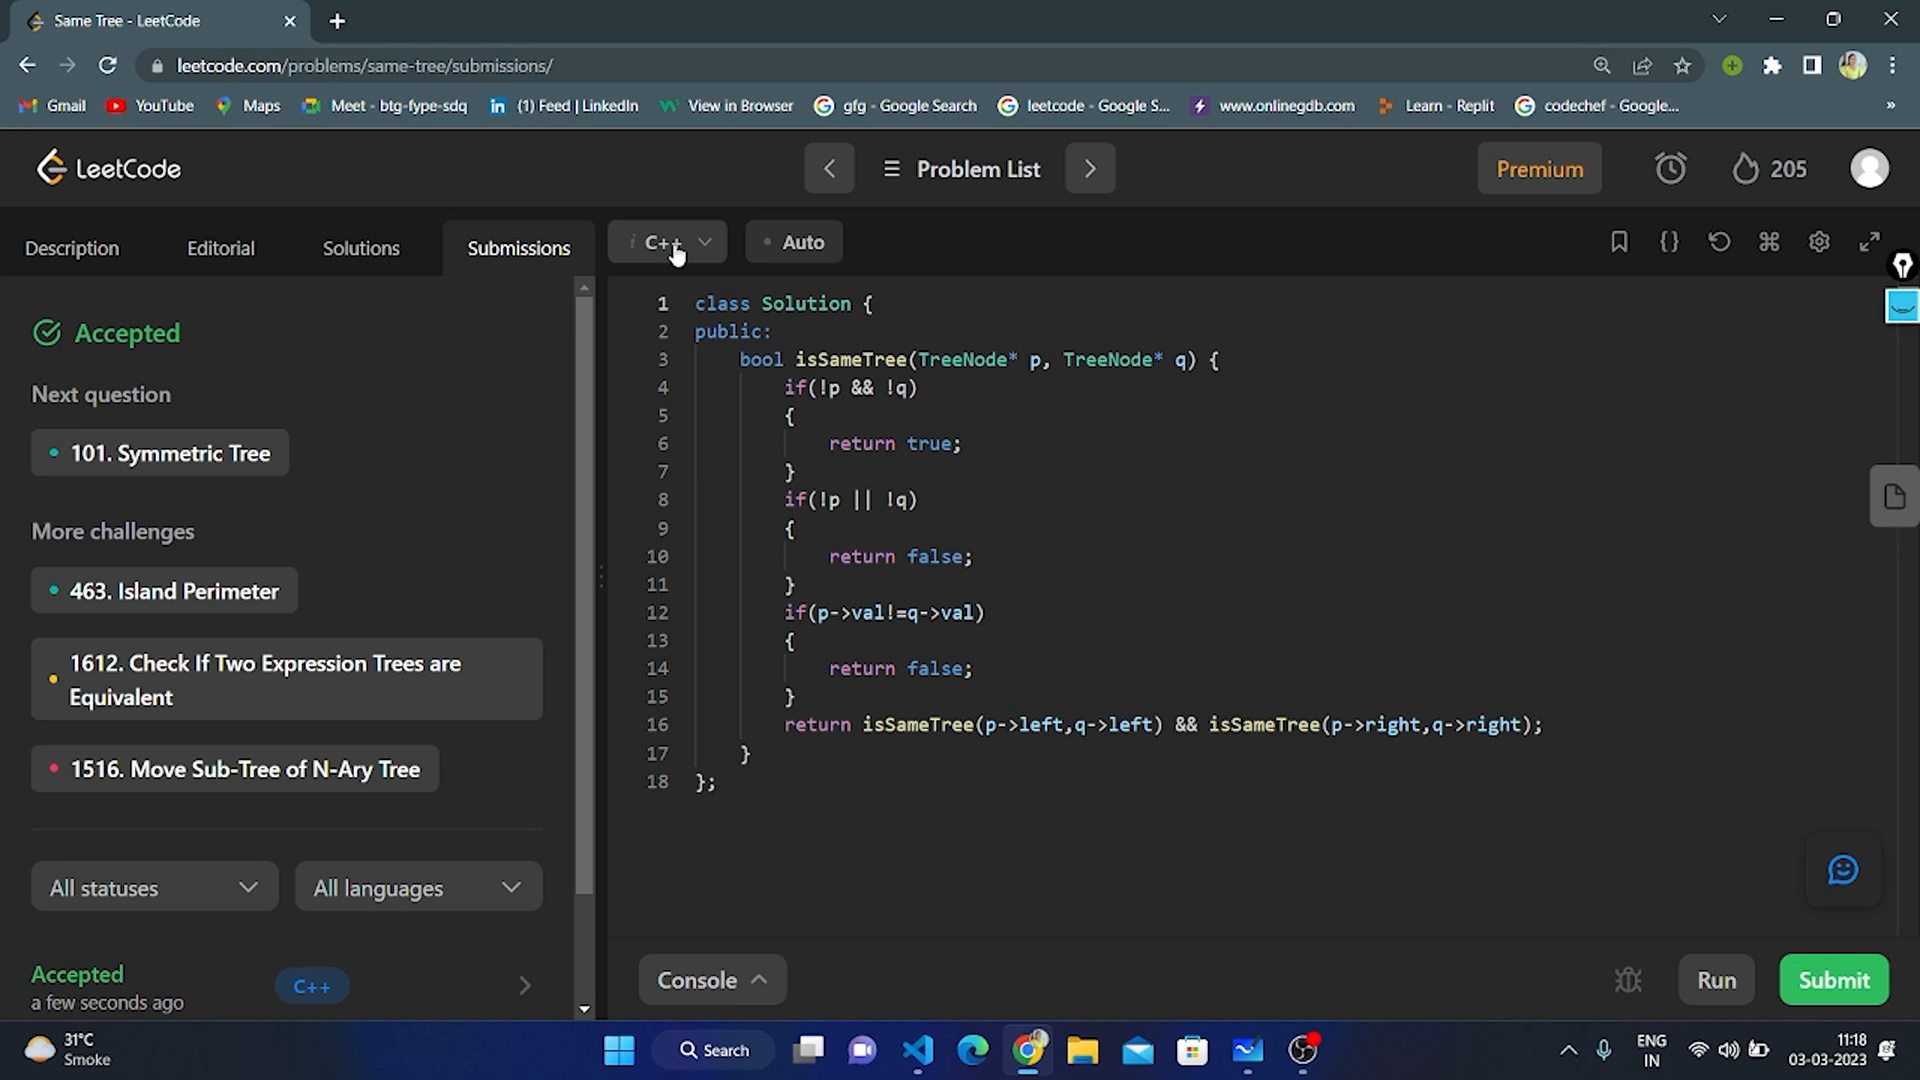 Same Tree - LeetCode
leetcode.com/problems/same-tree/submissions/
Gmail YouTube Maps Meet - btg-fype-sdq (1) Feed | LinkedIn View in Browser gfg - Google Search leetcode - Google S... www.onlinegdb.com Learn - Replit codechef - Google... »
LeetCode Problem List Premium 205
Description Editorial Solutions Submissions
i C++ Auto
Accepted
Next question
101. Symmetric Tree
More challenges
463. Island Perimeter
1612. Check If Two Expression Trees are
Equivalent
1516. Move Sub-Tree of N-Ary Tree
All statuses All languages
Accepted C++
a few seconds ago
1 class Solution {
2 public:
3 bool isSameTree(TreeNode* p, TreeNode* q) {
4 if(!p && !q)
5 {
6 return true;
7 }
8 if(!p || !q)
9 {
10 return false;
11 }
12 if(p->val!=q->val)
13 {
14 return false;
15 }
16 return isSameTree(p->left,q->left) && isSameTree(p->right,q->right);
17 }
18 };
Console Run Submit
31°C
Smoke
Search
ENG
IN
11:18
03-03-2023